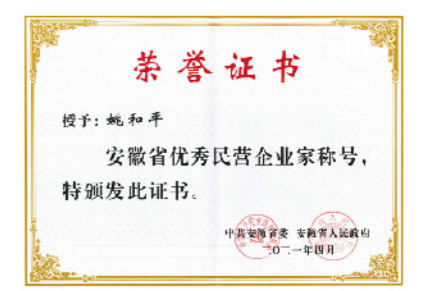 荣誉证书
授予：姚和平
安徽省优秀民营企业家称号，
特颁发此证书。
中共安徽省委 安徽省人民政府
二〇二一年四月